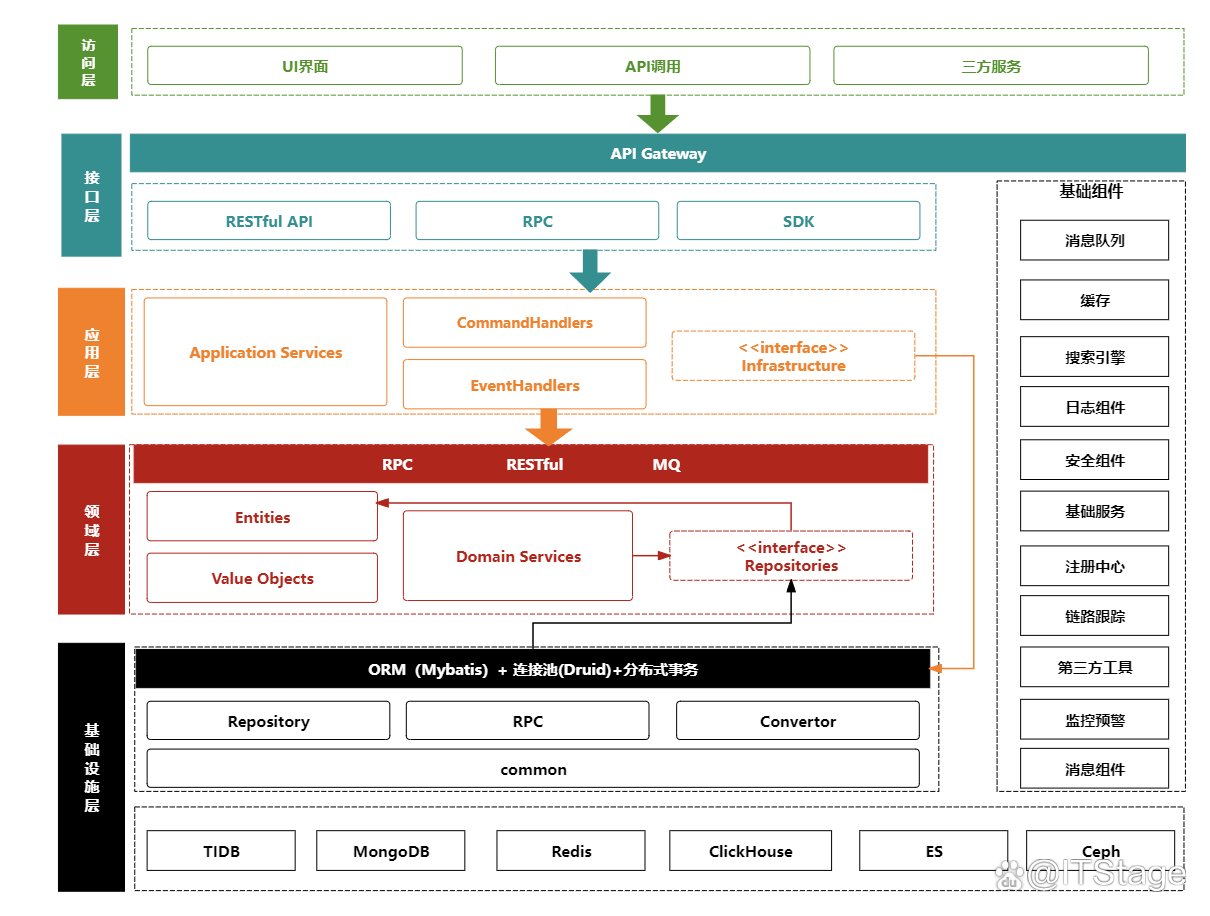 访
问
层
UI界面
API调用
三方服务
接
口
层
API Gateway
RESTful API
RPC
SDK
应
用
层
Application Services
CommandHandlers
EventHandlers
<<interface>>
Infrastructure
领
域
层
RPC
RESTful
MQ
Entities
Value Objects
Domain Services
<<interface>>
Repositories
基
础
设
施
层
ORM（Mybatis）+ 连接池(Druid)+分布式事务
Repository
RPC
Convertor
common
TIDB
MongoDB
Redis
ClickHouse
ES
Ceph
基础组件
消息队列
缓存
搜索引擎
日志组件
安全组件
基础服务
注册中心
链路跟踪
第三方工具
监控预警
消息组件
du
@ITStage